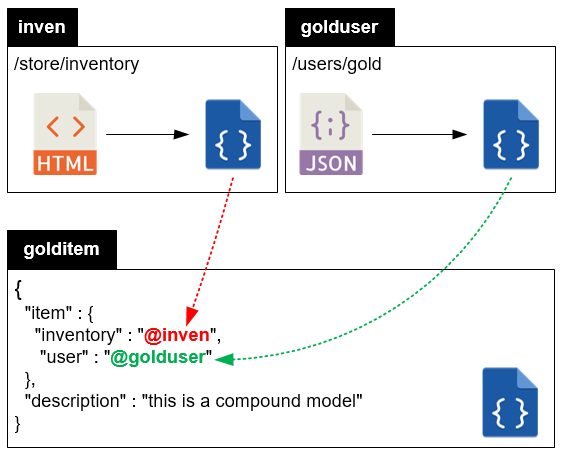 inven
/store/inventory
< >
HTML
{ }
golduser
/users/gold
{;}
JSON
{ }
golditem
{
"item" : {
"inventory" : "@inven",
"user" : "@golduser"
},
"description" : "this is a compound model"
}
{ }